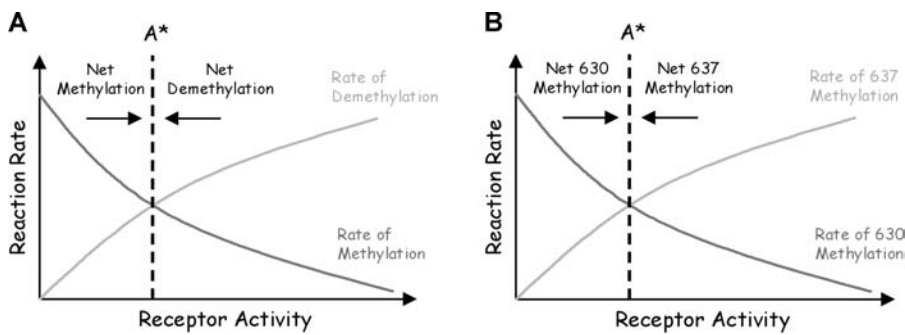 A
A*
Net
Methylation
Net
Demethylation
Rate of
Demethylation
Rate of
Methylation
Reaction Rate
Receptor Activity
B
A*
Net 630
Methylation
Net 637
Methylation
Rate of 637
Methylation
Rate of 630
Methylation
Reaction Rate
Receptor Activity